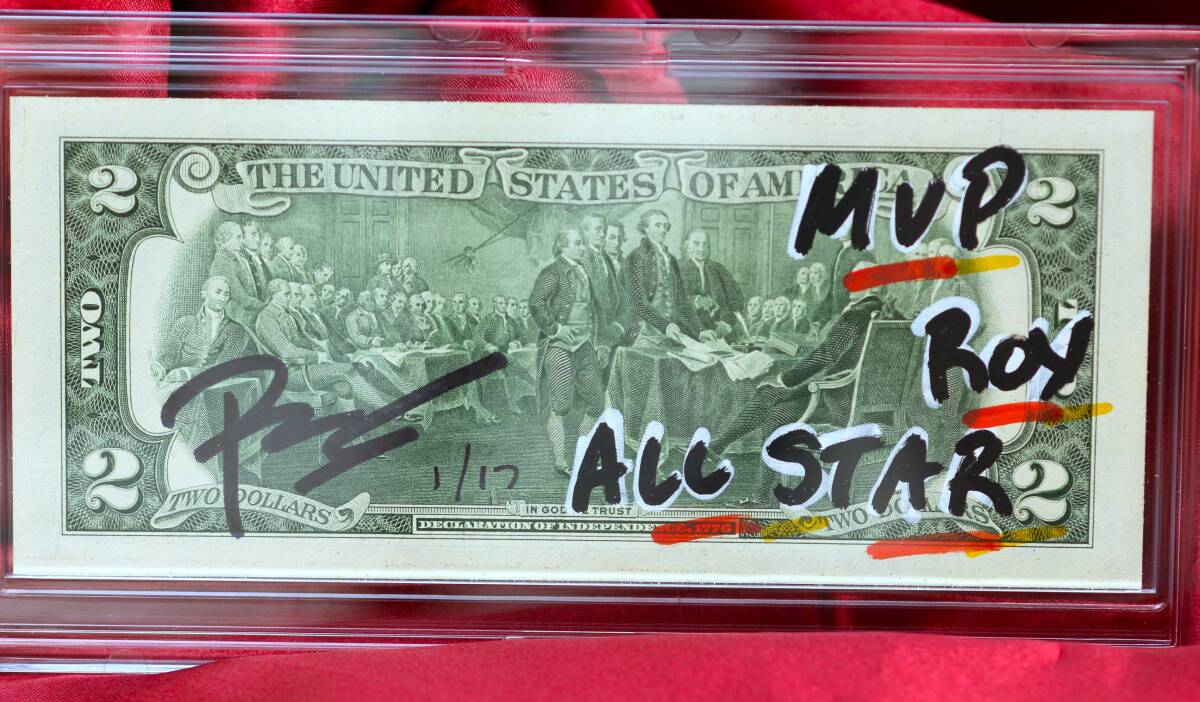 THE UNITED STATES OF AMERICA
2
2
MVP
TWO
ROY
ALL STAR
1/17
2
2
TWO DOLLARS
TWO DOLLARS
IN GOD TRUST
DECLARATION OF INDEPENDENCE, 1776